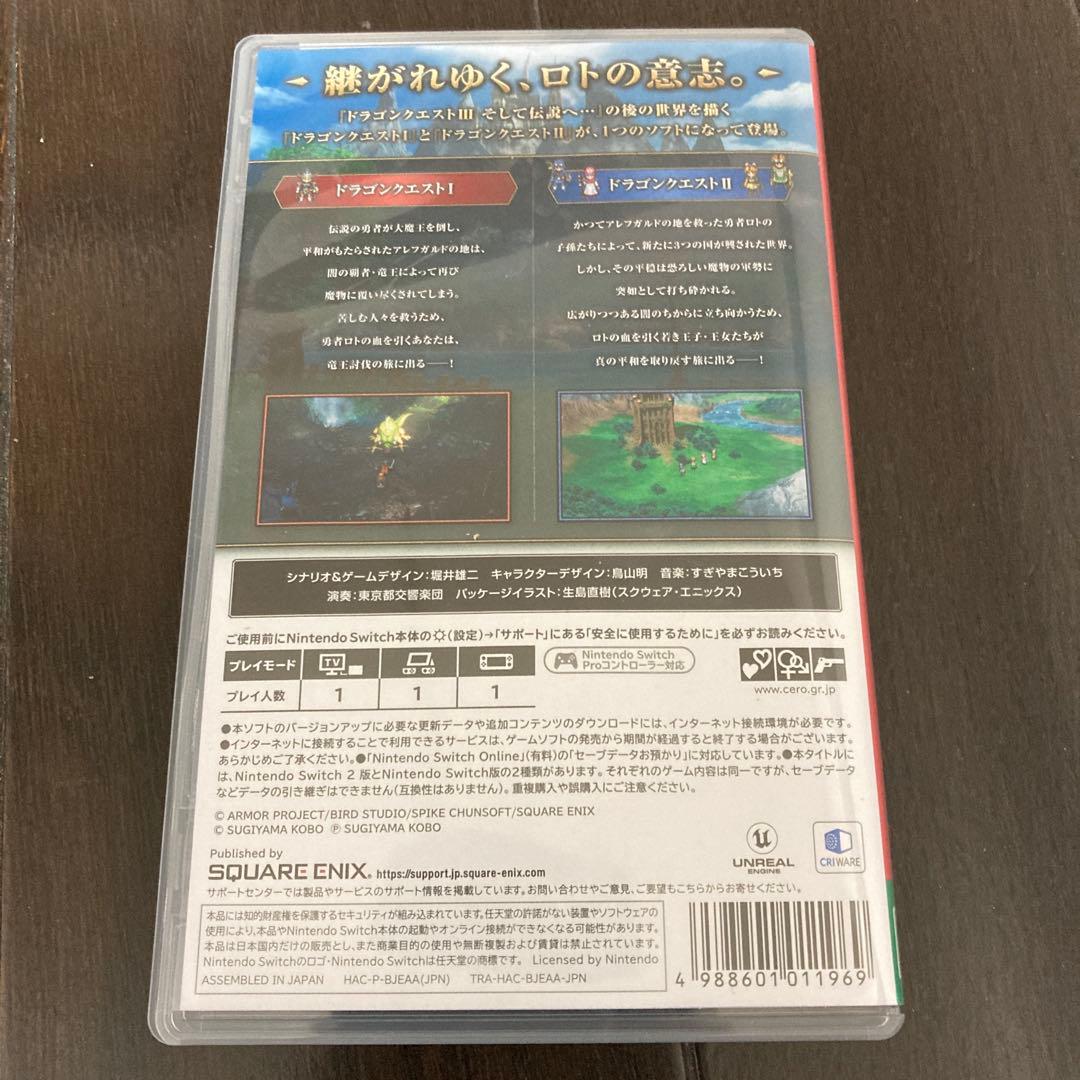 継がれゆく、ロトの意志。
『ドラゴンクエストIII そして伝説へ…』の後の世界を描く
『ドラゴンクエストI』と『ドラゴンクエストII』が、1つのソフトになって登場。
ドラゴンクエストI
伝説の勇者が大魔王を倒し、
平和がもたらされたアレフガルドの地は、
闇の覇者・竜王によって再び
魔物に覆い尽くされてしまう。
苦しむ人々を救うため、
勇者ロトの血を引くあなたは、
竜王討伐の旅に出る――!
ドラゴンクエストII
かつてアレフガルドの地を救った勇者ロトの
子孫たちによって、新たに3つの国が興された世界。
しかし、その平穏は恐ろしい魔物の軍勢に
突如として打ち砕かれる。
広がりつつある闇のちからに立ち向かうため、
ロトの血を引く若き王子・王女たちが
真の平和を取り戻す旅に出る――!
シナリオ&ゲームデザイン:堀井雄二 キャラクターデザイン:鳥山明 音楽:すぎやまこういち
演奏:東京都交響楽団 パッケージイラスト:生島直樹(スクウェア・エニックス)
ご使用前にNintendo Switch本体の(設定)→「サポート」にある「安全に使用するために」を必ずお読みください。
プレイモード TV
プレイ人数 1 1 1
Nintendo Switch
Proコントローラー対応
www.cero.gr.jp
●本ソフトのバージョンアップに必要な更新データや追加コンテンツのダウンロードには、インターネット接続環境が必要です。
●インターネットに接続することで利用できるサービスは、ゲームソフトの発売から期間が経過すると終了する場合がございます。
あらかじめご了承ください。●「Nintendo Switch Online」(有料)の「セーブデータお預かり」に対応しています。●本タイトルに
は、Nintendo Switch 2 版とNintendo Switch版の2種類があります。それぞれのゲーム内容は同一ですが、セーブデータ
などデータの引き継ぎはできません(互換性はありません)。重複購入や誤購入にご注意ください。
© ARMOR PROJECT/BIRD STUDIO/SPIKE CHUNSOFT/SQUARE ENIX
© SUGIYAMA KOBO ℗ SUGIYAMA KOBO
Published by
SQUARE ENIX. https://support.jp.square-enix.com
UNREAL
ENGINE
CRIWARE
サポートセンターでは製品やサービスのサポート情報を掲載しています。お問い合わせやご意見、ご要望もこちらからお寄せください。
本品には知的財産権を保護するセキュリティが組み込まれています。任天堂の許諾がない装置やソフトウェアの
使用により、本品やNintendo Switch本体の起動やオンライン接続ができなくなる可能性があります。
本品は日本国内だけの販売とし、また商業目的の使用や無断複製および賃貸は禁止します。
Nintendo Switchのロゴ・Nintendo Switchは任天堂の商標です。 Licensed by Nintendo
ASSEMBLED IN JAPAN HAC-P-BJEAA(JPN) TRA-HAC-BJEAA-JPN
4 988601 011969